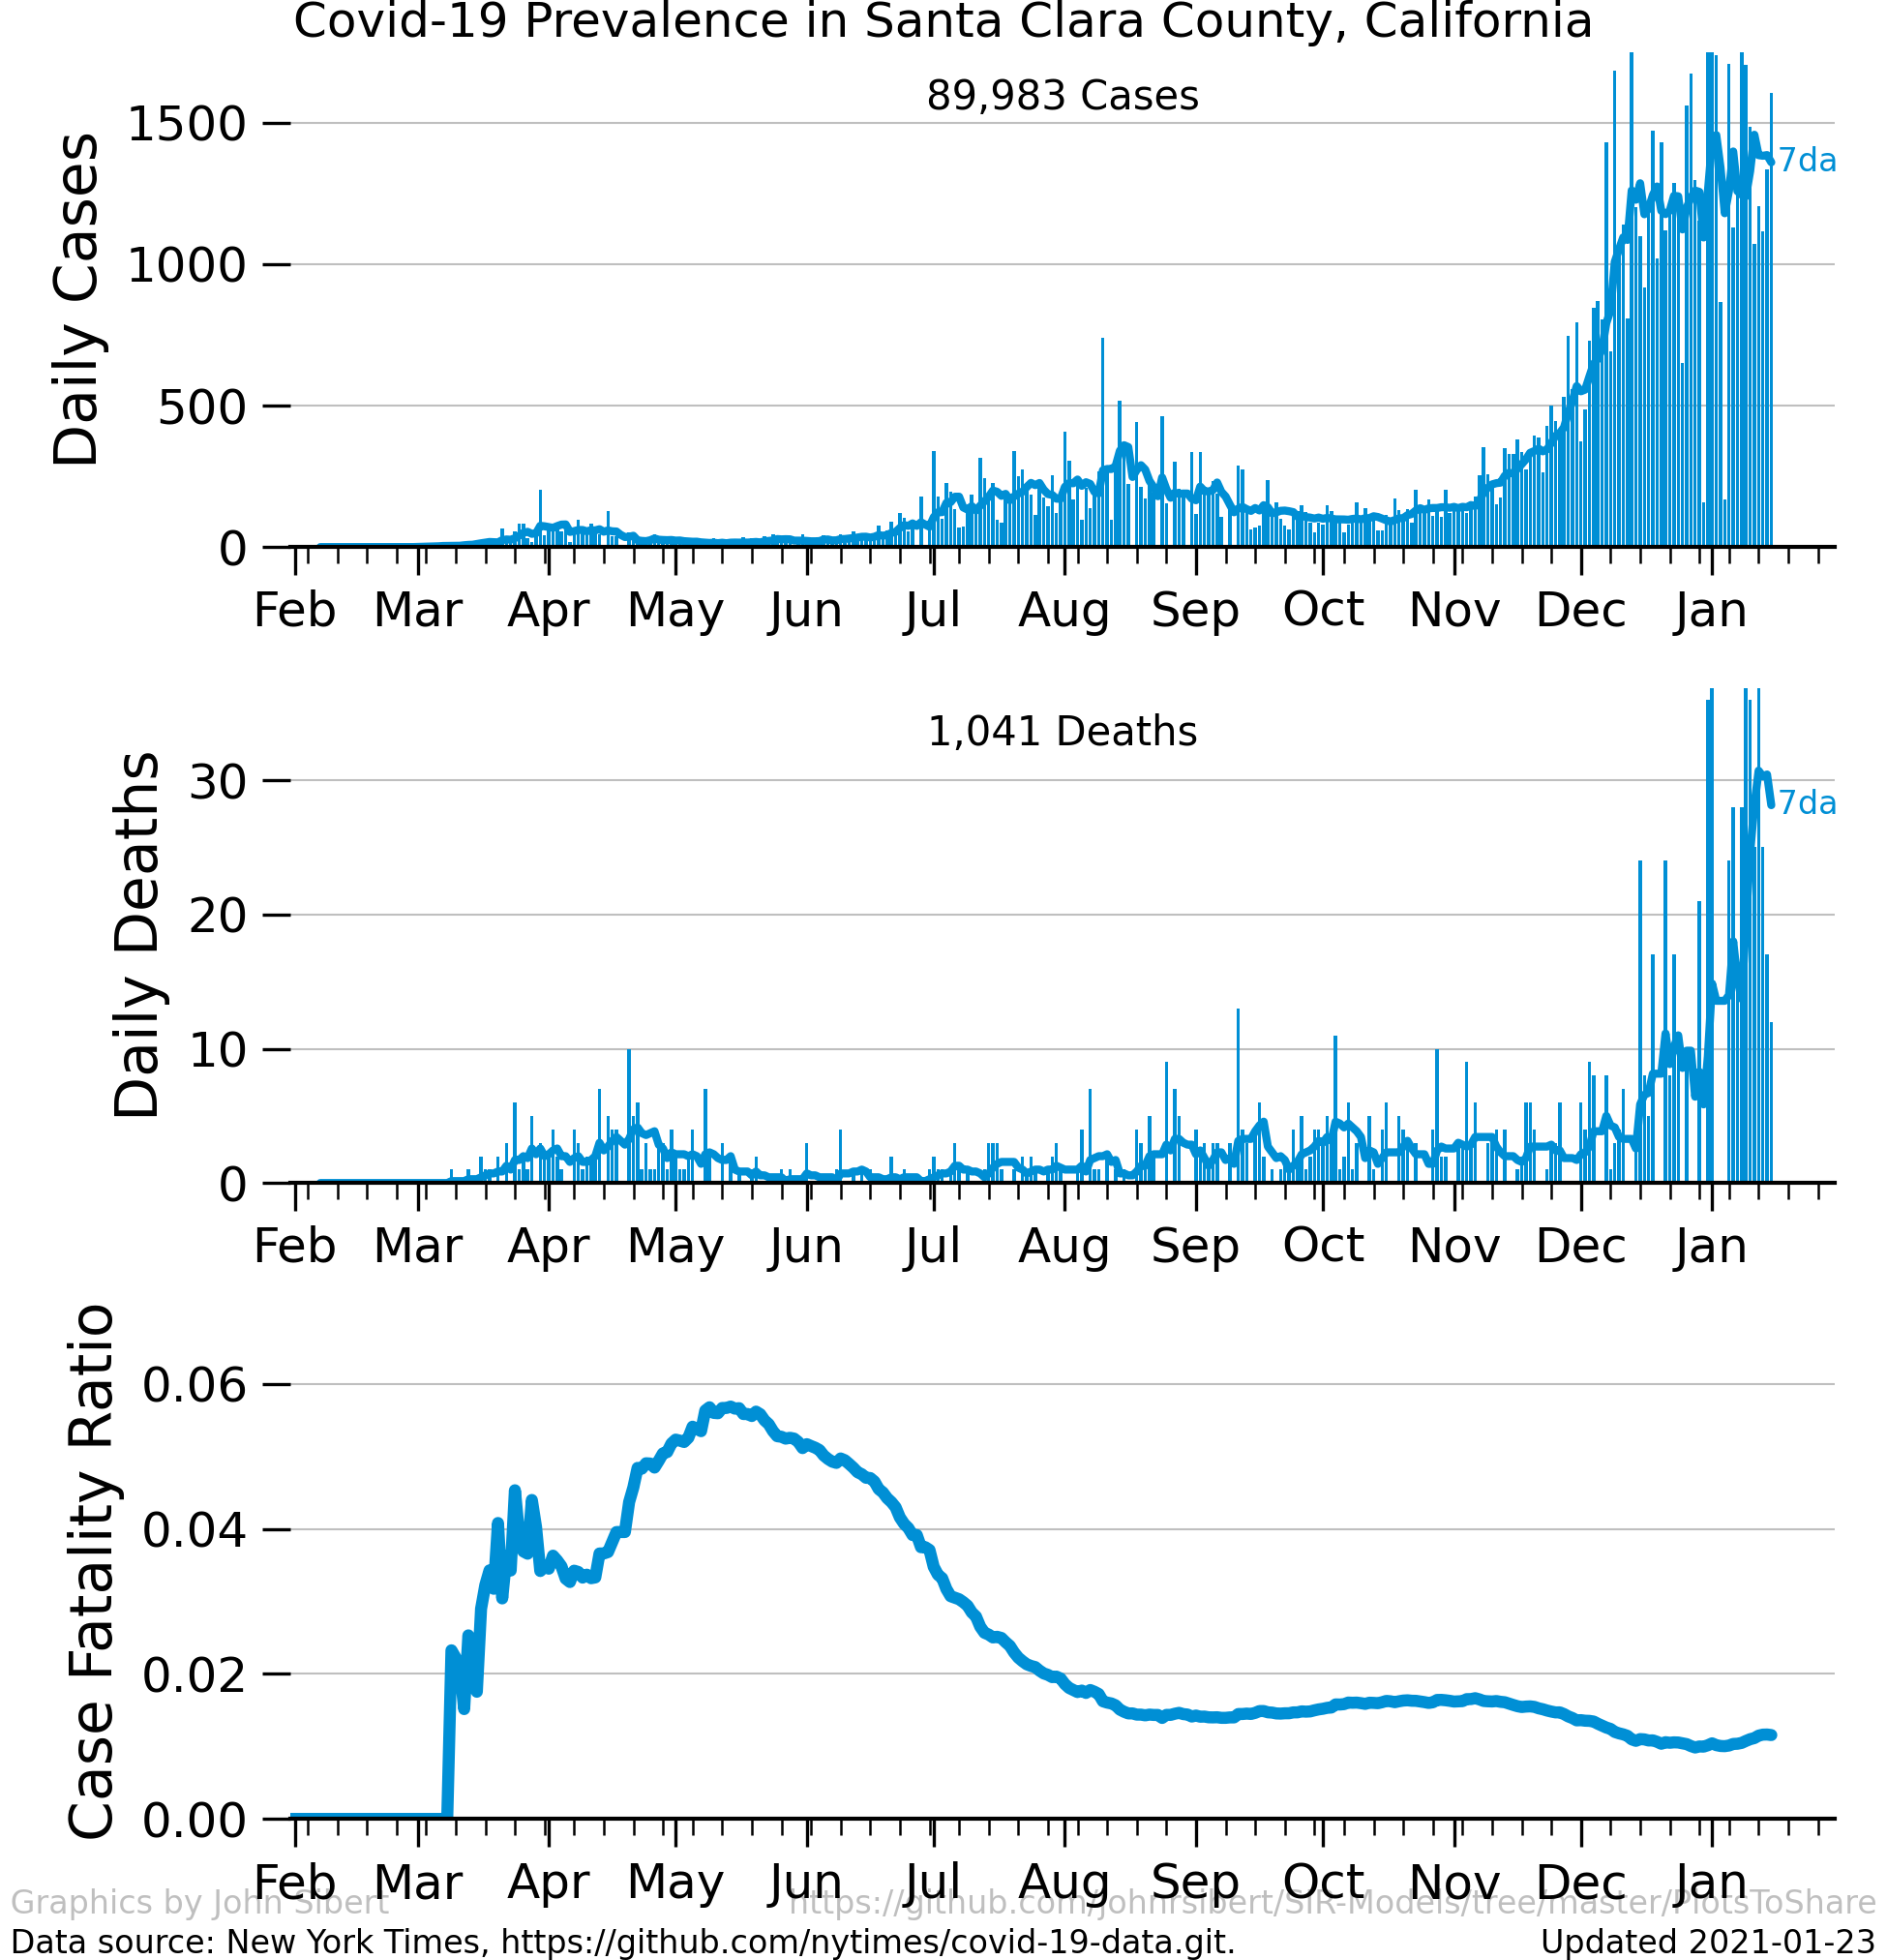 Covid-19 Prevalence in Santa Clara County, California
89,983 Cases
Daily Cases
1500
1000
500
0
7da
Feb Mar Apr May Jun Jul Aug Sep Oct Nov Dec Jan
1,041 Deaths
Daily Deaths
30
20
10
0
7da
Feb Mar Apr May Jun Jul Aug Sep Oct Nov Dec Jan
Case Fatality Ratio
0.06
0.04
0.02
0.00
Feb Mar Apr May Jun Jul Aug Sep Oct Nov Dec Jan
Graphics by John Sibert https://github.com/johnrsibert/SIR-Models/tree/master/PlotsToShare
Data source: New York Times, https://github.com/nytimes/covid-19-data.git. Updated 2021-01-23